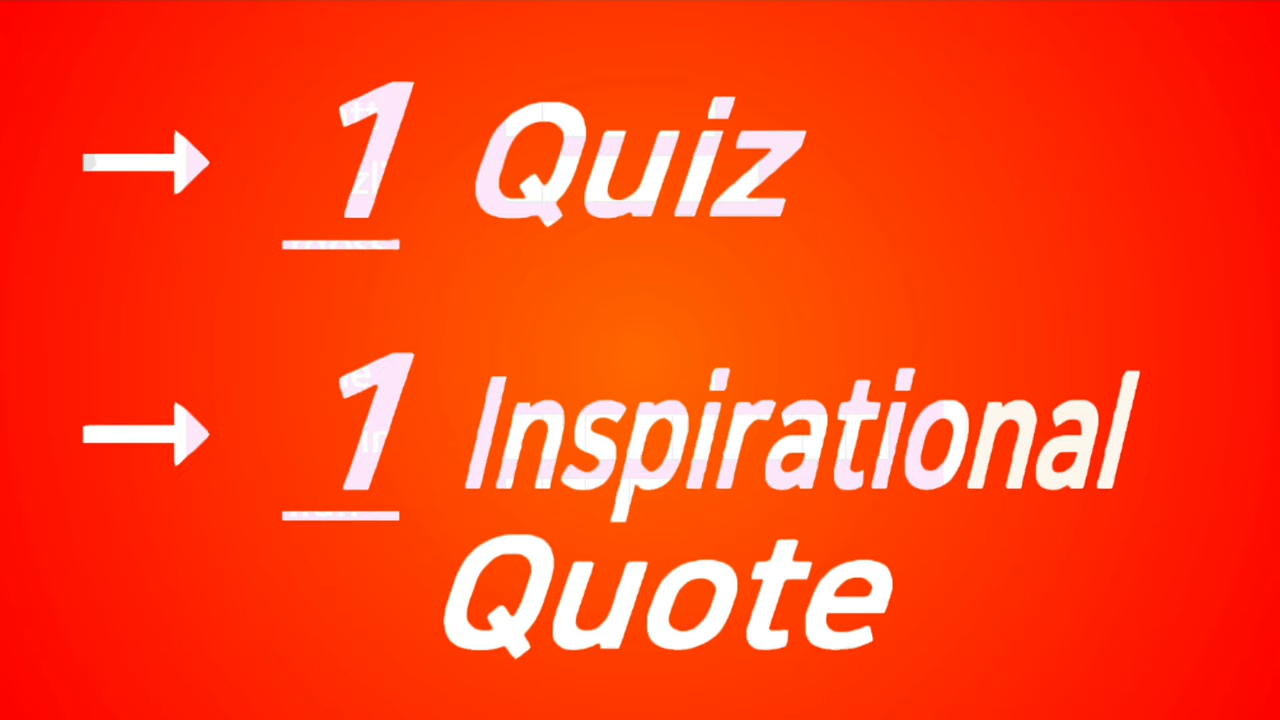 → 1 Quiz
→ 1 Inspirational
Quote